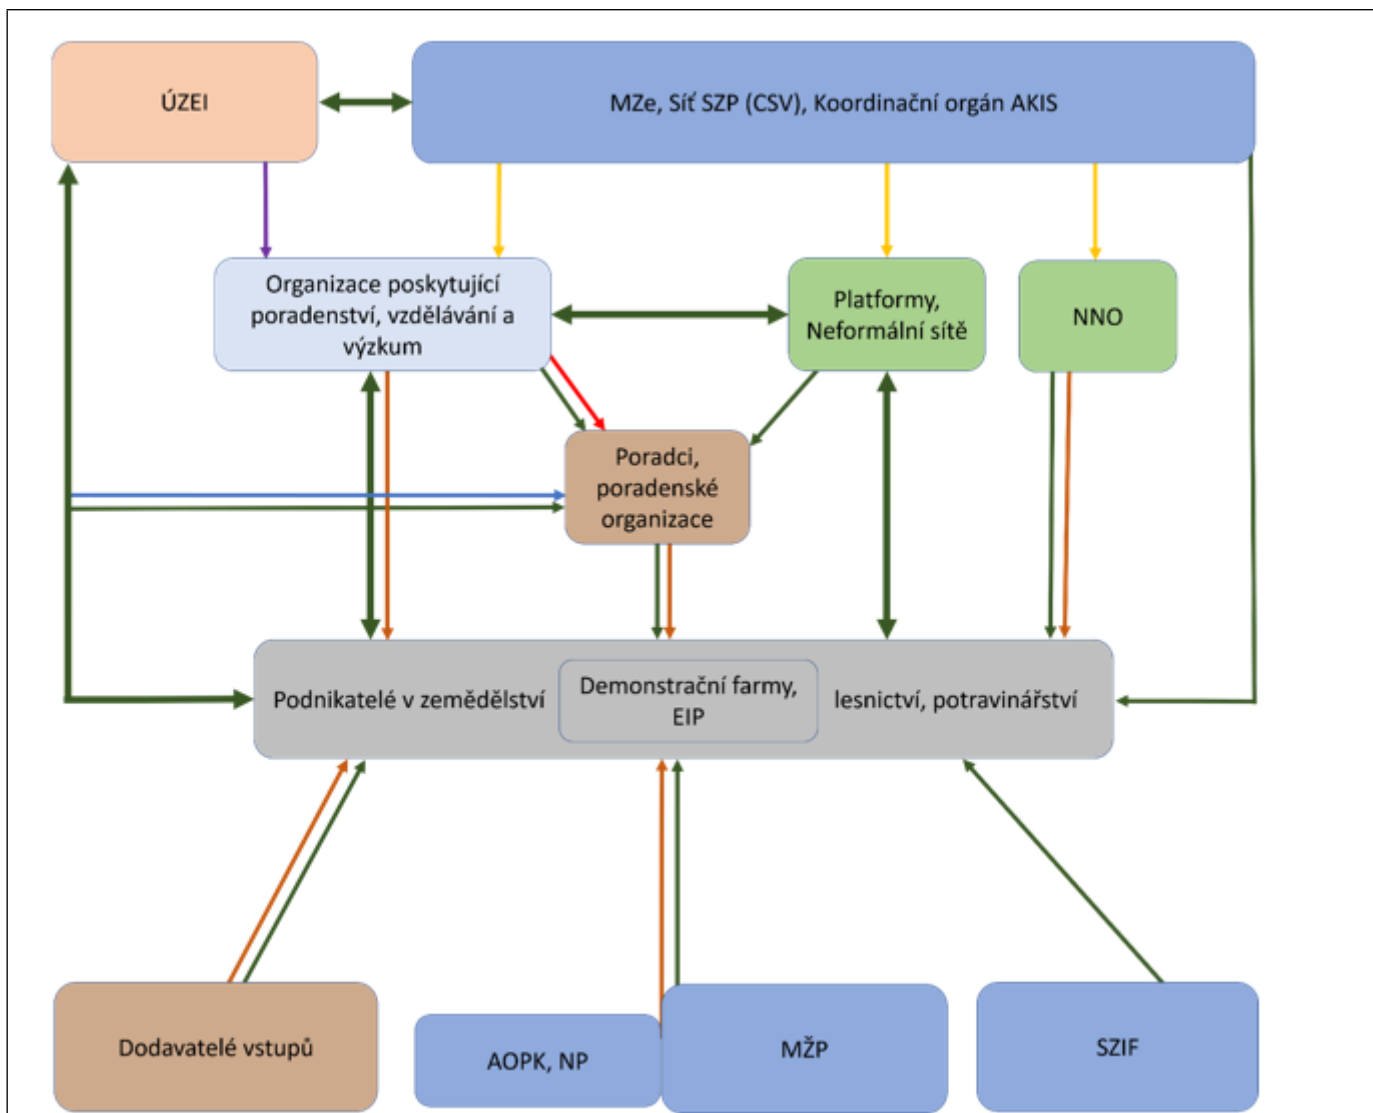 ÚZEI
MZe, Síť SZP (CSV), Koordinační orgán AKIS
Organizace poskytující
poradenství, vzdělávání a
výzkum
Platformy,
Neformální sítě
NNO
Poradci,
poradenské
organizace
Podnikatelé v zemědělství
Demonstrační farmy,
EIP
lesnictví, potravinářství
Dodavatelé vstupů
AOPK, NP
MŽP
SZIF